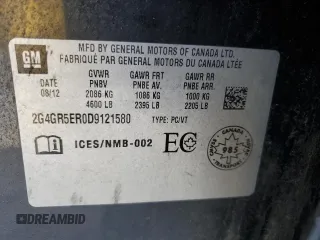 GM
MFD BY GENERAL MOTORS OF CANADA LTD.
FABRIQUÉ PAR GENERAL MOTORS DU CANADA LTÉE
DATE GVWR GAWR FRT GAWR RR
PNBV PNBE AV. PNBE ARR.
08/12 2086 KG 1086 KG 1000 KG
4600 LB 2395 LB 2205 LB
2G4GR5ER0D9121580 TYPE: PC/VT
ICES/NMB-002 EC
CANADA
985
TRANSPORT
DREAMBID